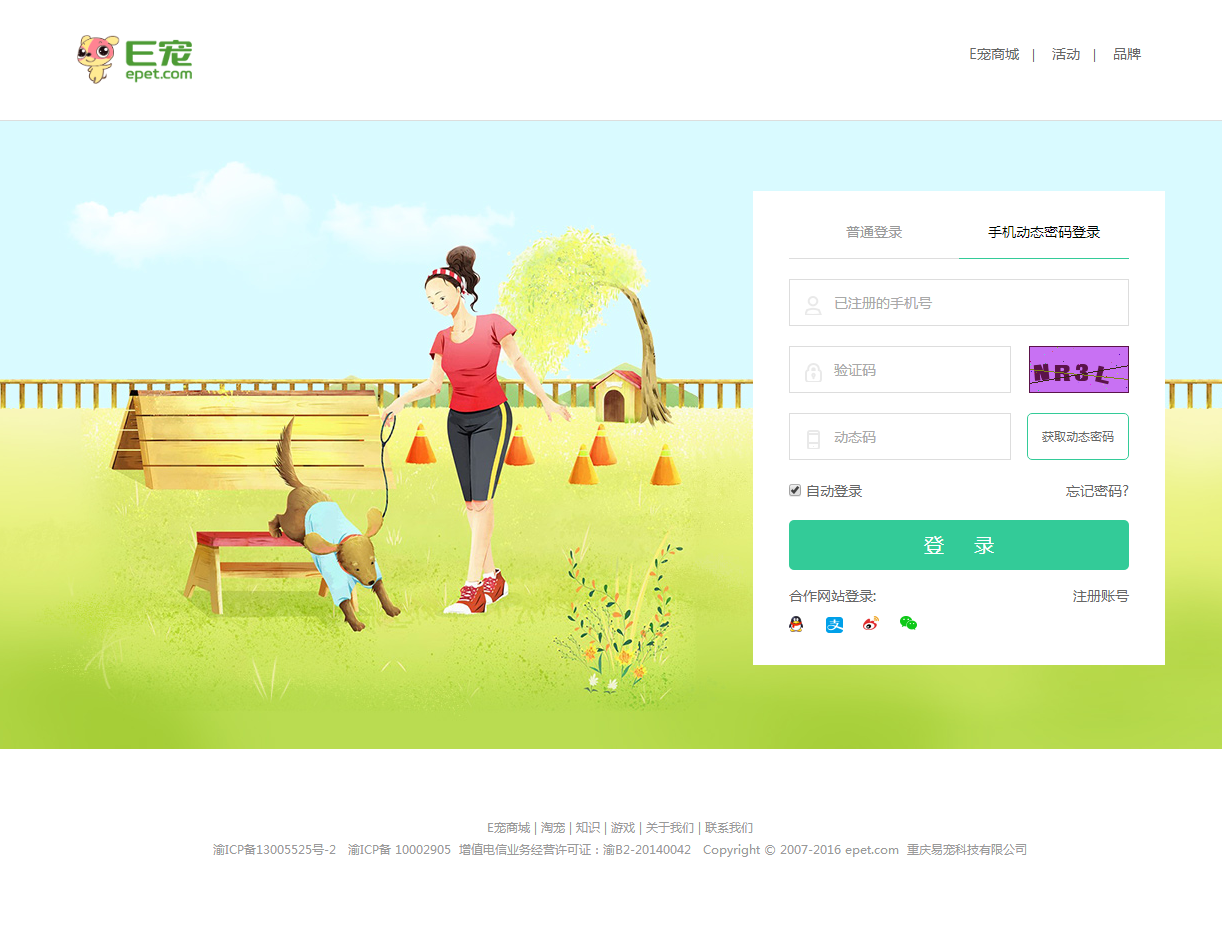 E宠
epet.com
E宠商城 | 活动 | 品牌
普通登录 手机动态密码登录
已注册的手机号
验证码 NR3L
动态码 获取动态密码
自动登录 忘记密码?
登 录
合作网站登录: 注册账号
E宠商城 | 淘宠 | 知识 | 游戏 | 关于我们 | 联系我们
渝ICP备13005525号-2 渝ICP备 10002905 增值电信业务经营许可证：渝B2-20140042 Copyright © 2007-2016 epet.com 重庆易宠科技有限公司